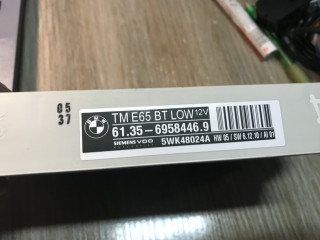 05
37
TM E65 BT LOW 12V
61.35-6958446.9
SIEMENS VDO 5WK48024A HW 05 / SW 6.12.10 / AI 01